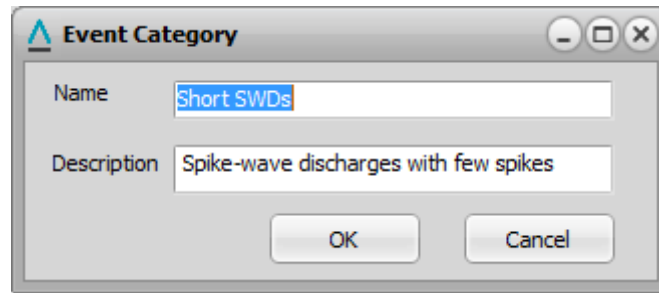 Event Category
Name Short SWDs
Description Spike-wave discharges with few spikes
OK Cancel